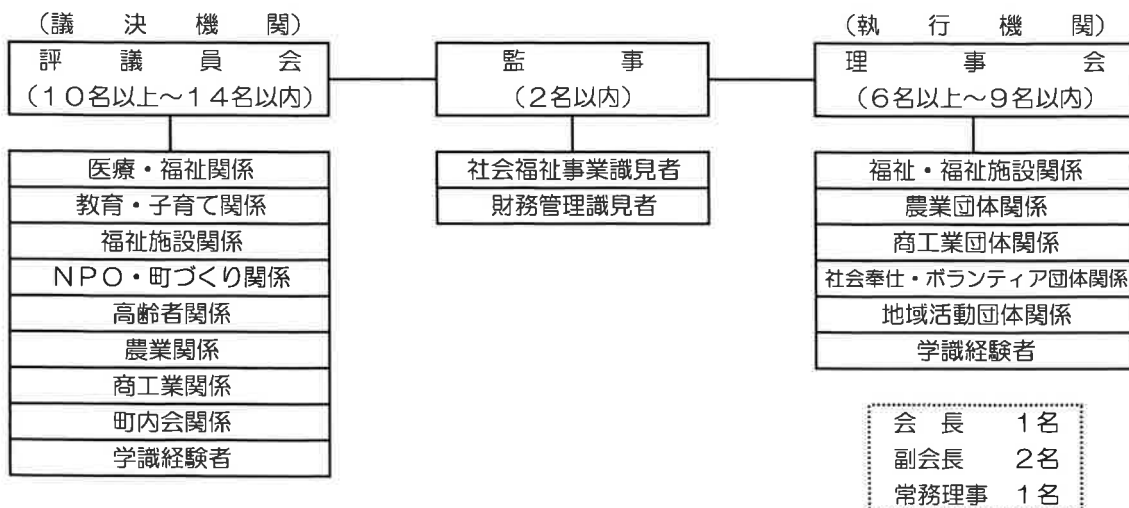 （議決機関）
評議員会
（１０名以上～１４名以内）
医療・福祉関係
教育・子育て関係
福祉施設関係
ＮＰＯ・町づくり関係
高齢者関係
農業関係
商工業関係
町内会関係
学識経験者
監事
（２名以内）
社会福祉事業識見者
財務管理識見者
（執行機関）
理事会
（６名以上～９名以内）
福祉・福祉施設関係
農業団体関係
商工業団体関係
社会奉仕・ボランティア団体関係
地域活動団体関係
学識経験者
会長　１名
副会長　２名
常務理事　１名